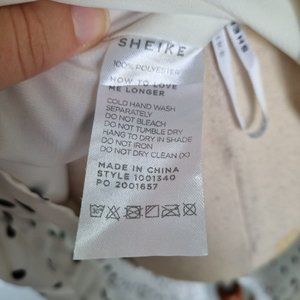 SHEIKE
100% POLYESTER
HOW TO LOVE
ME LONGER
COLD HAND WASH
SEPARATELY
DO NOT BLEACH
DO NOT TUMBLE DRY
HANG TO DRY IN SHADE
DO NOT IRON
DO NOT DRY CLEAN (X)
MADE IN CHINA
STYLE 1001340
PO 2001657